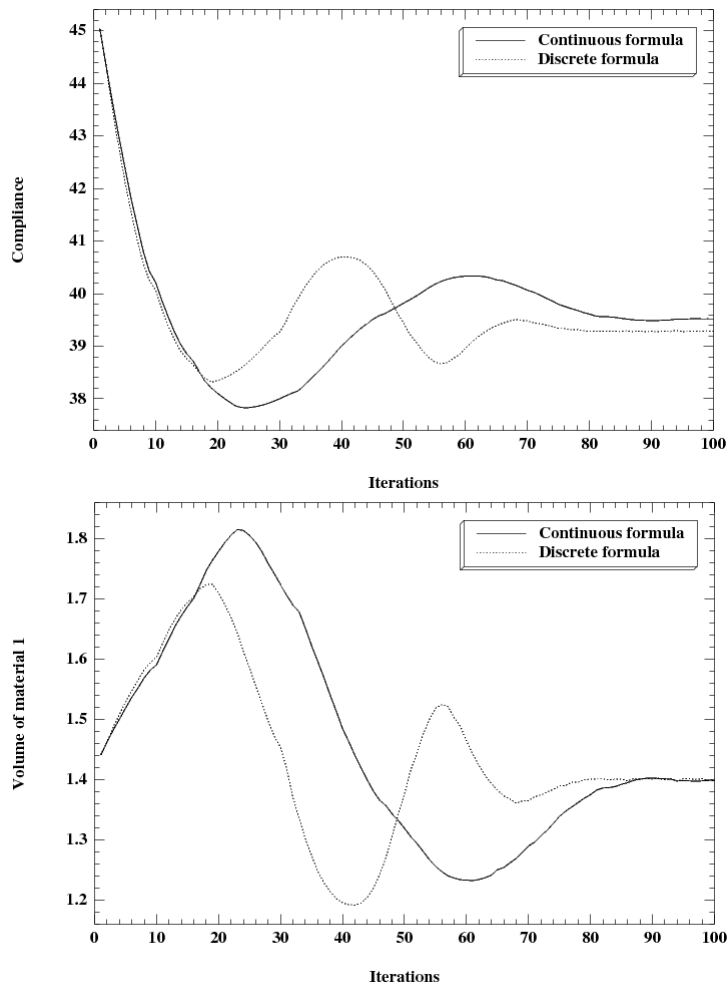 45
44
43
42
41
40
39
38
Compliance
Continuous formula
Discrete formula
0 10 20 30 40 50 60 70 80 90 100
Iterations
1.8
1.7
1.6
1.5
1.4
1.3
1.2
Volume of material 1
Continuous formula
Discrete formula
0 10 20 30 40 50 60 70 80 90 100
Iterations